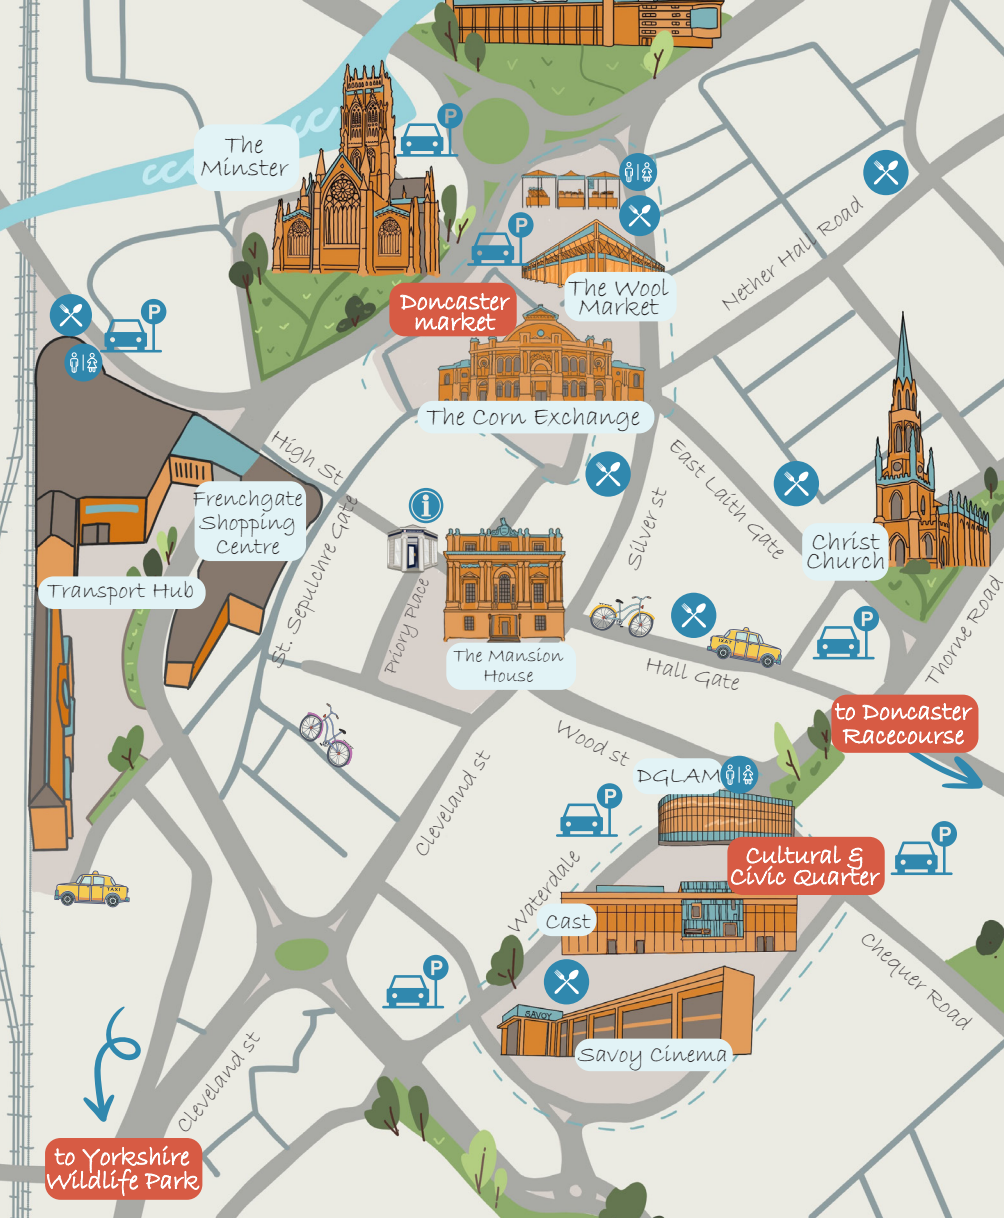 P
The
Minster
P
Nether Hall Road
The Wool
Market
Doncaster
market
P
The Corn Exchange
High St
East Laith Gate
Frenchgate
Shopping
Centre
i
St. Sepulchre Gate
Silver st
Christ
Church
Transport Hub
Priory Place
TAXI
P
The Mansion
House
Hall Gate
Thorne Road
to Doncaster
Racecourse
Wood st
DGLAM
P
Cleveland st
P
Cultural &
Civic Quarter
TAXI
Waterdale
Cast
Chequer Road
P
SAVOY
Savoy Cinema
Cleveland st
to Yorkshire
Wildlife Park